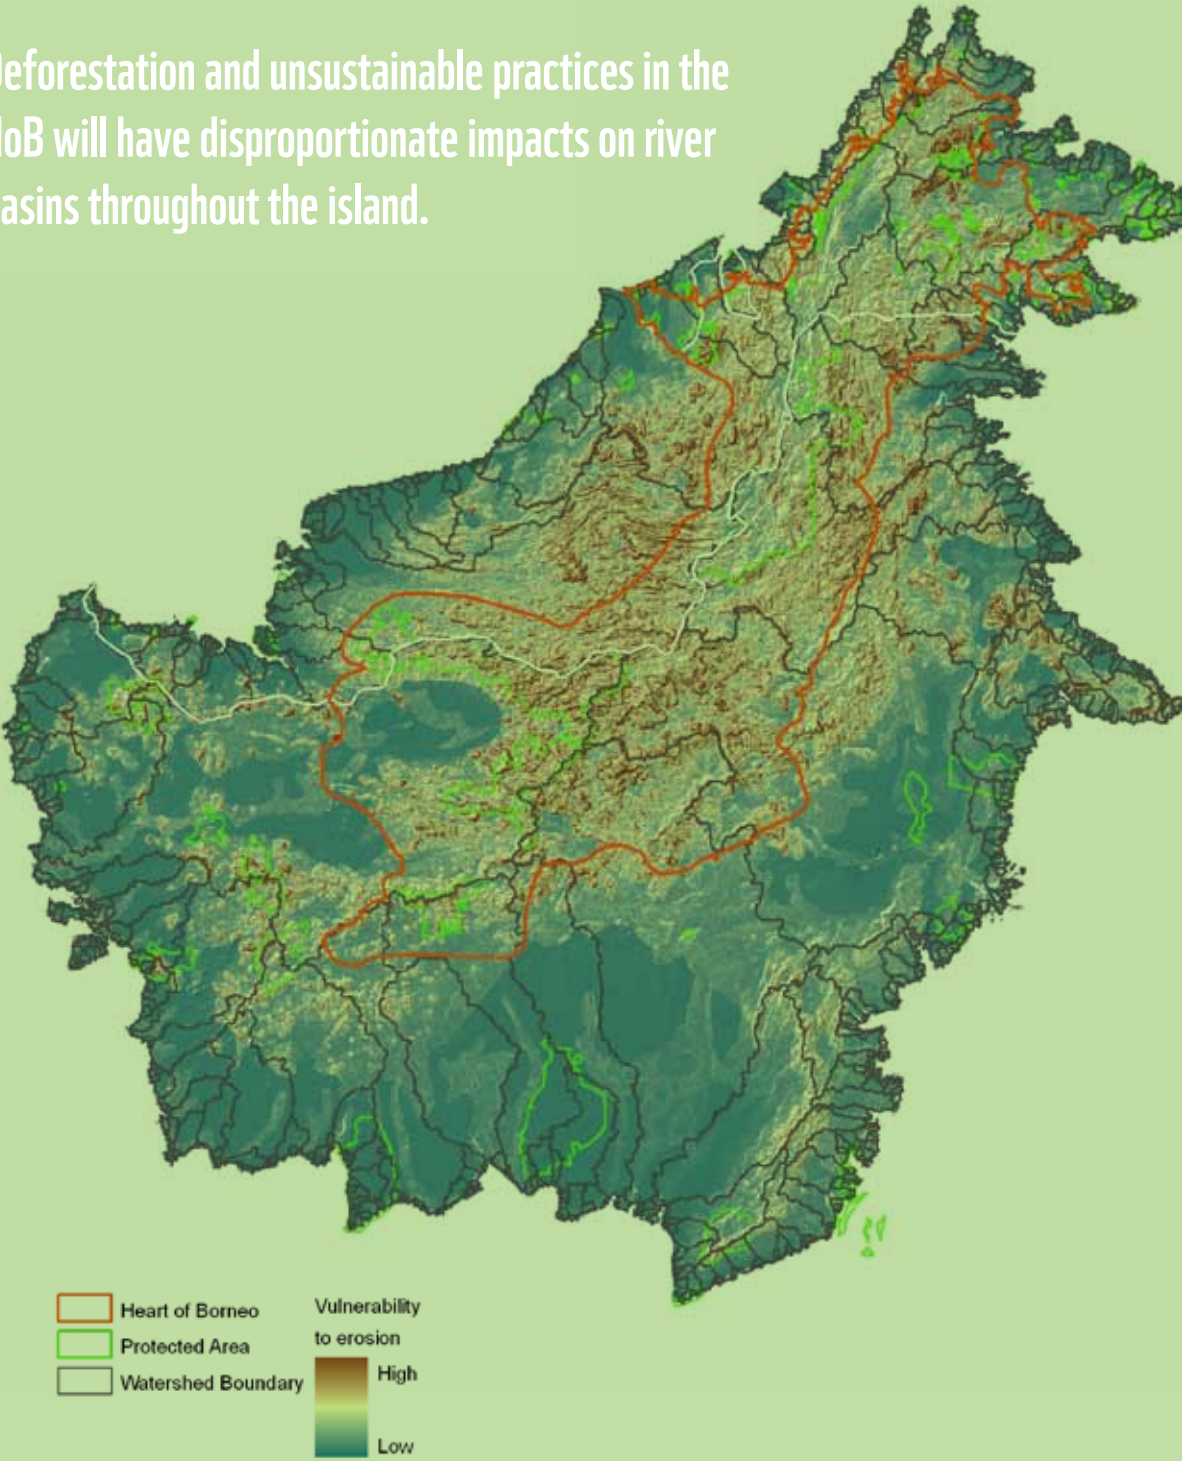 eforestation and unsustainable practices in the
oB will have disproportionate impacts on river
asins throughout the island.
Heart of Borneo
Protected Area
Watershed Boundary
Vulnerability
to erosion
High
Low